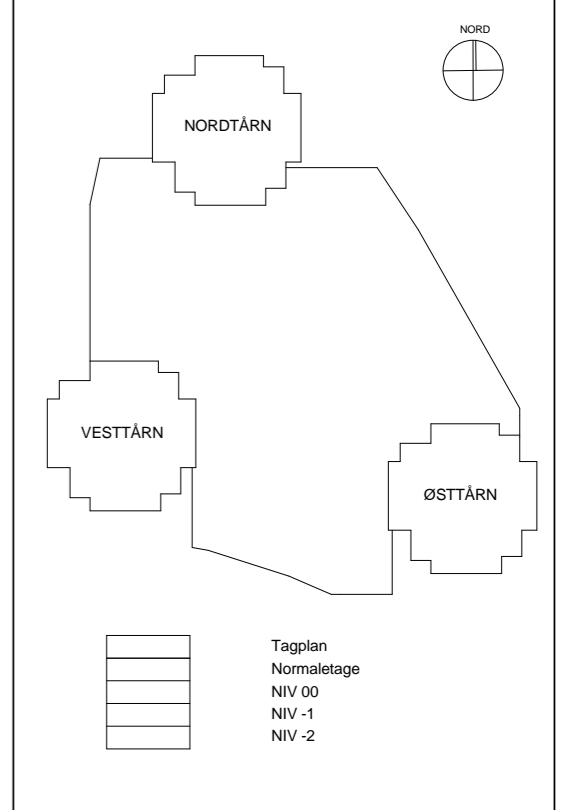 NORD
NORDTÅRN
VESTTÅRN
ØSTTÅRN
Tagplan
Normaletage
NIV 00
NIV -1
NIV -2